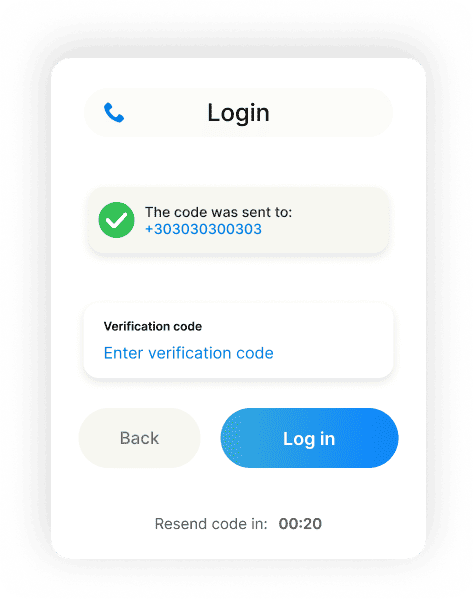 Login
The code was sent to:
+303030300303
Verification code
Enter verification code
Back
Log in
Resend code in: 00:20